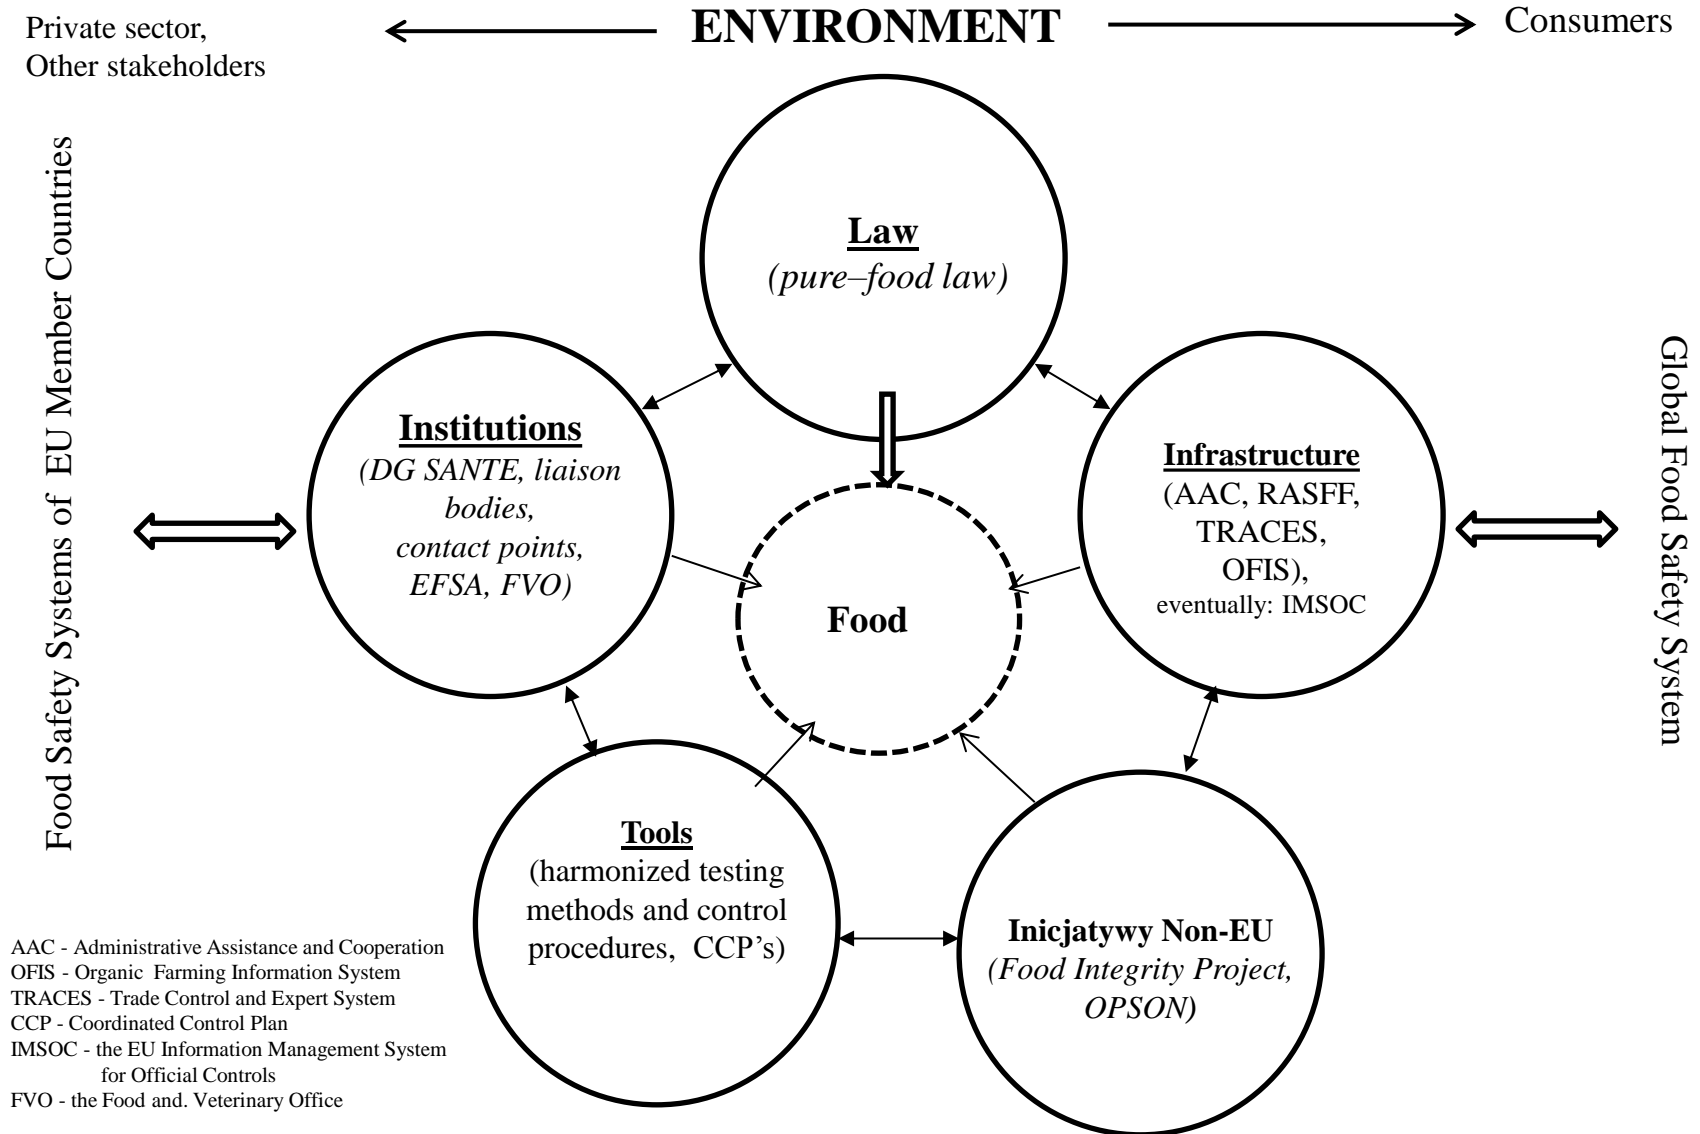 Private sector,
Other stakeholders
ENVIRONMENT
Consumers
Food Safety Systems of EU Member Countries
Law
(pure–food law)
Institutions
(DG SANTE, liaison
bodies,
contact points,
EFSA, FVO)
Infrastructure
(AAC, RASFF,
TRACES,
OFIS),
eventually: IMSOC
Global Food Safety System
Food
Tools
(harmonized testing
methods and control
procedures, CCP’s)
Inicjatywy Non-EU
(Food Integrity Project,
OPSON)
AAC - Administrative Assistance and Cooperation
OFIS - Organic Farming Information System
TRACES - Trade Control and Expert System
CCP - Coordinated Control Plan
IMSOC - the EU Information Management System
for Official Controls
FVO - the Food and. Veterinary Office